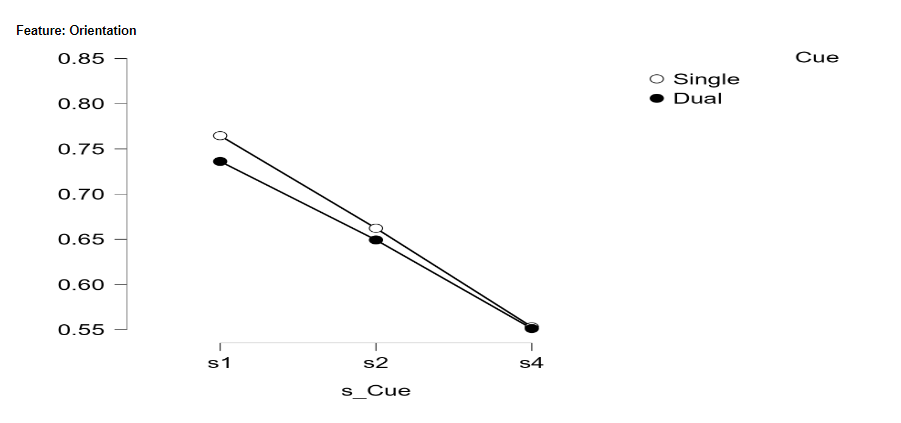 Feature: Orientation
0.85
0.80
0.75
0.70
0.65
0.60
0.55
s1 s2 s4
s_Cue
Cue
Single
Dual